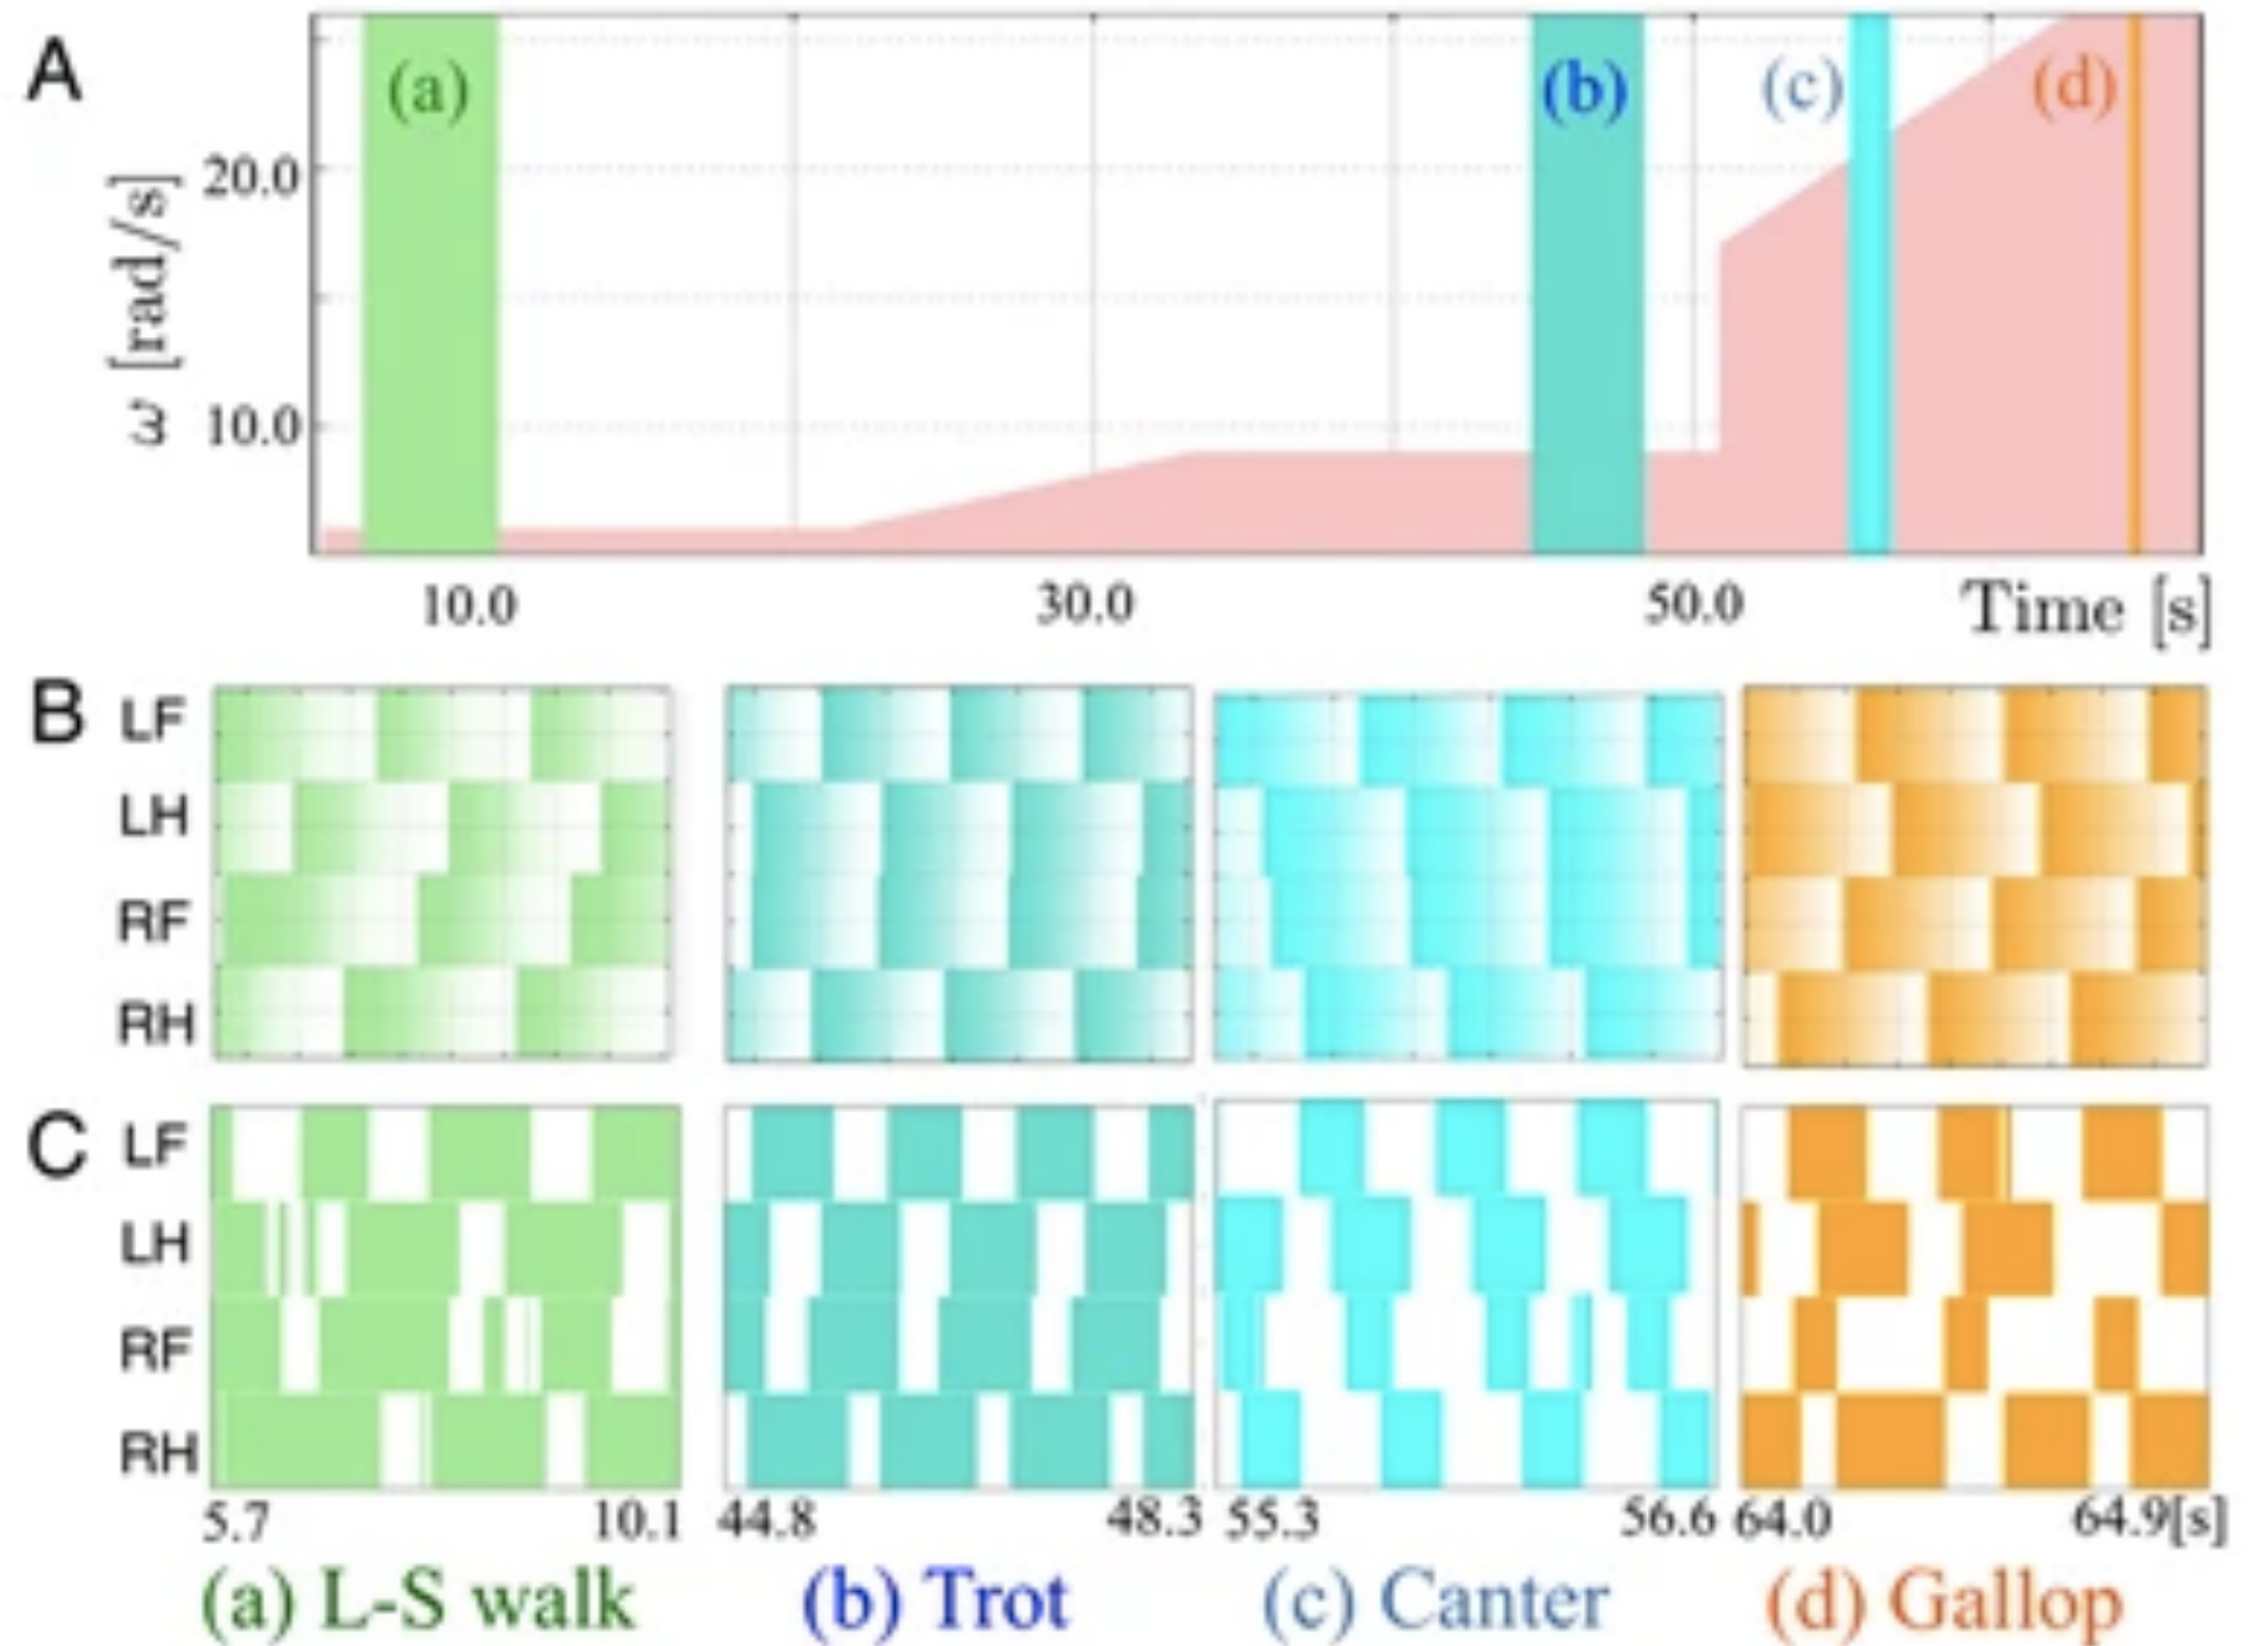 A
(a)
(b)
(c)
(d)
20.0
10.0
ω [rad/s]
10.0
30.0
50.0
Time [s]
B
LF
LH
RF
RH
C
LF
LH
RF
RH
5.7
10.1
44.8
48.3
55.3
56.6
64.0
64.9[s]
(a) L-S walk
(b) Trot
(c) Canter
(d) Gallop